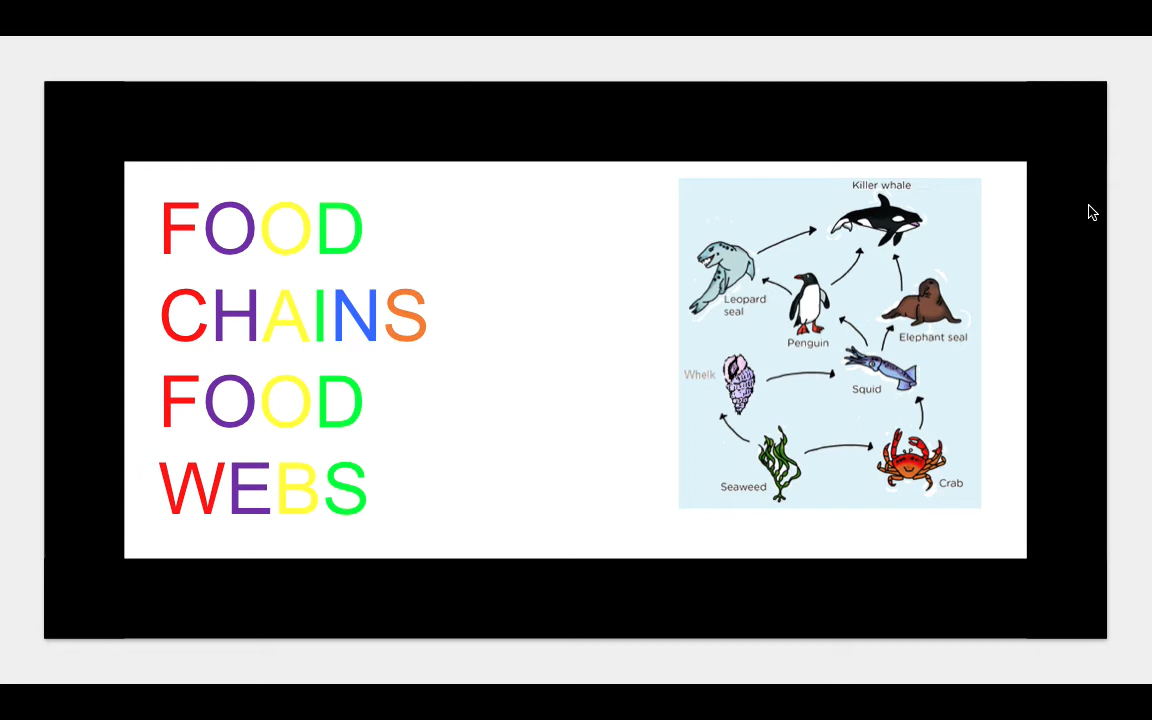 FOOD
CHAINS
FOOD
WEBS
Killer whale
Leopard
seal
Penguin
Elephant seal
Whelk
Squid
Seaweed
Crab